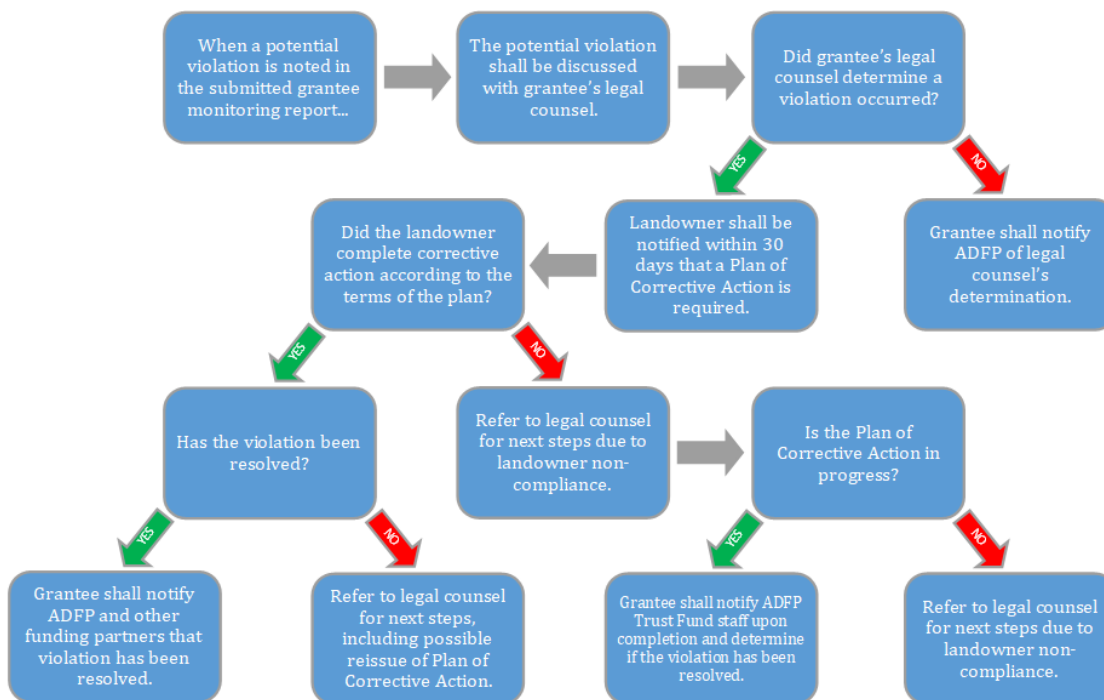 When a potential
violation is noted in
the submitted grantee
monitoring report...
The potential violation
shall be discussed
with grantee's legal
counsel.
Did grantee's legal
counsel determine a
violation occurred?
YES
NO
Did the landowner
complete corrective
action according to the
terms of the plan?
Landowner shall be
notified within 30
days that a Plan of
Corrective Action is
required.
Grantee shall notify
ADFP of legal
counsel's
determination.
YES
NO
Has the violation been
resolved?
Refer to legal counsel
for next steps due to
landowner non-
compliance.
Is the Plan of
Corrective Action in
progress?
YES
NO
YES
NO
Grantee shall notify
ADFP and other
funding partners that
violation has been
resolved.
Refer to legal counsel
for next steps,
including possible
reissue of Plan of
Corrective Action.
Grantee shall notify ADFP
Trust Fund staff upon
completion and determine
if the violation has been
resolved.
Refer to legal counsel
for next steps due to
landowner non-
compliance.